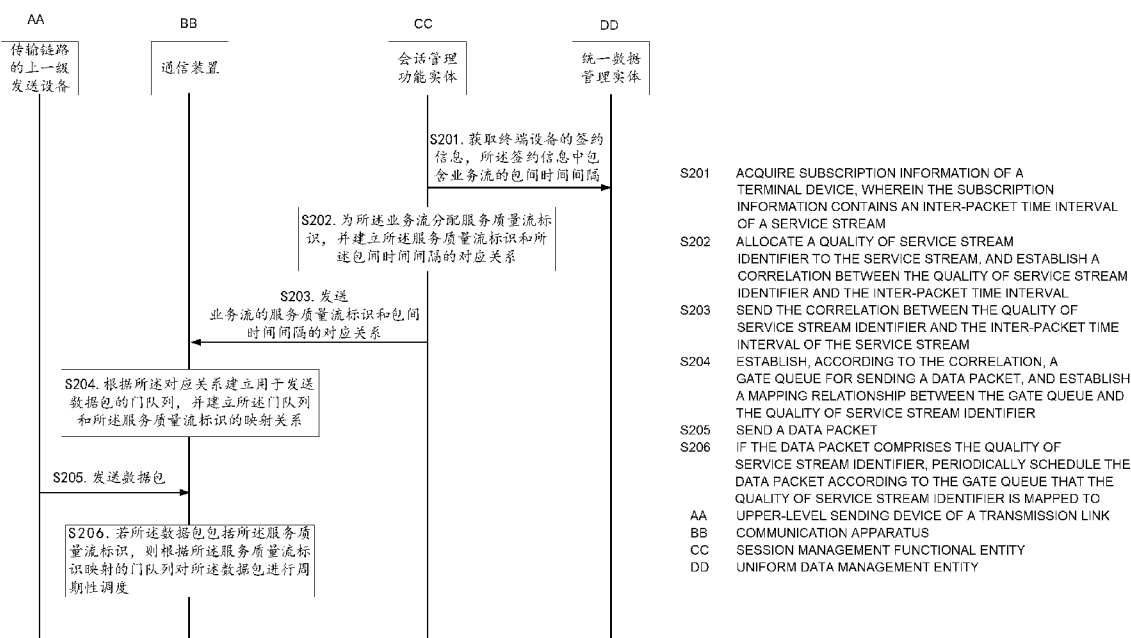 AA
BB
CC
DD
传输链路
的上一级
发送设备
通信装置
会话管理
功能实体
统一数据
管理实体
S201. 获取终端设备的签约
信息, 所述签约信息中包
含业务流的包间时间间隔
S202. 为所述业务流分配服务质量流标
识, 并建立所述服务质量流标识和所
述包间时间间隔的对应关系
S203. 发送
业务流的服务质量流标识和包间
时间间隔的对应关系
S204. 根据所述对应关系建立用于发送
数据包的门队列, 并建立所述门队列
和所述服务质量流标识的映射关系
S205. 发送数据包
S206. 若所述数据包包括所述服务质
量流标识, 则根据所述服务质量流标
识映射的门队列对所述数据包进行周
期性调度
S201 ACQUIRE SUBSCRIPTION INFORMATION OF A
TERMINAL DEVICE, WHEREIN THE SUBSCRIPTION
INFORMATION CONTAINS AN INTER-PACKET TIME INTERVAL
OF A SERVICE STREAM
S202 ALLOCATE A QUALITY OF SERVICE STREAM
IDENTIFIER TO THE SERVICE STREAM, AND ESTABLISH A
CORRELATION BETWEEN THE QUALITY OF SERVICE STREAM
IDENTIFIER AND THE INTER-PACKET TIME INTERVAL
S203 SEND THE CORRELATION BETWEEN THE QUALITY OF
SERVICE STREAM IDENTIFIER AND THE INTER-PACKET TIME
INTERVAL OF THE SERVICE STREAM
S204 ESTABLISH, ACCORDING TO THE CORRELATION, A
GATE QUEUE FOR SENDING A DATA PACKET, AND ESTABLISH
A MAPPING RELATIONSHIP BETWEEN THE GATE QUEUE AND
THE QUALITY OF SERVICE STREAM IDENTIFIER
S205 SEND A DATA PACKET
S206 IF THE DATA PACKET COMPRISES THE QUALITY OF
SERVICE STREAM IDENTIFIER, PERIODICALLY SCHEDULE THE
DATA PACKET ACCORDING TO THE GATE QUEUE THAT THE
QUALITY OF SERVICE STREAM IDENTIFIER IS MAPPED TO
AA UPPER-LEVEL SENDING DEVICE OF A TRANSMISSION LINK
BB COMMUNICATION APPARATUS
CC SESSION MANAGEMENT FUNCTIONAL ENTITY
DD UNIFORM DATA MANAGEMENT ENTITY